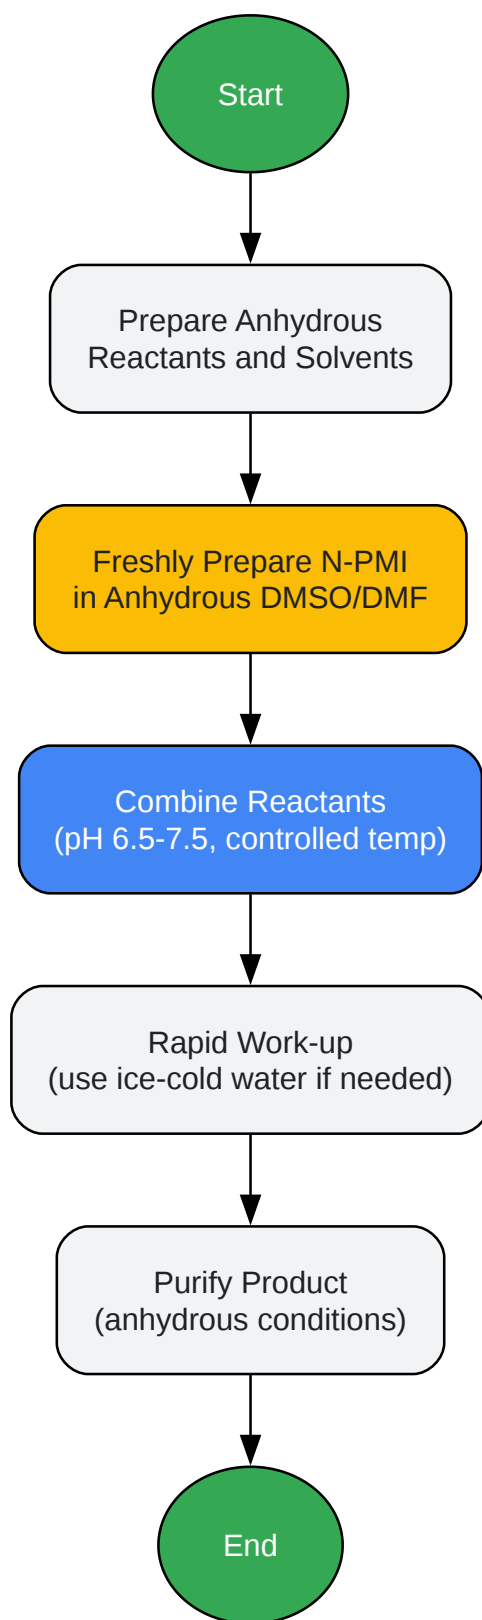 Start
Prepare Anhydrous
Reactants and Solvents
Freshly Prepare N-PMI
in Anhydrous DMSO/DMF
Combine Reactants
(pH 6.5-7.5, controlled temp)
Rapid Work-up
(use ice-cold water if needed)
Purify Product
(anhydrous conditions)
End